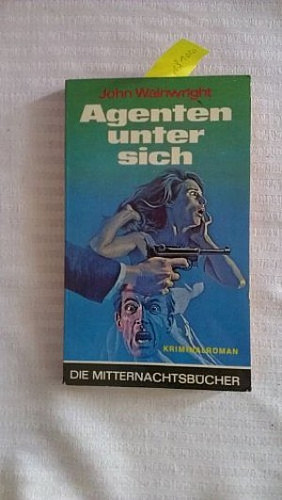 John Wainwright
Agenten
unter
sich
KRIMINALROMAN
DIE MITTERNACHTSBÜCHER